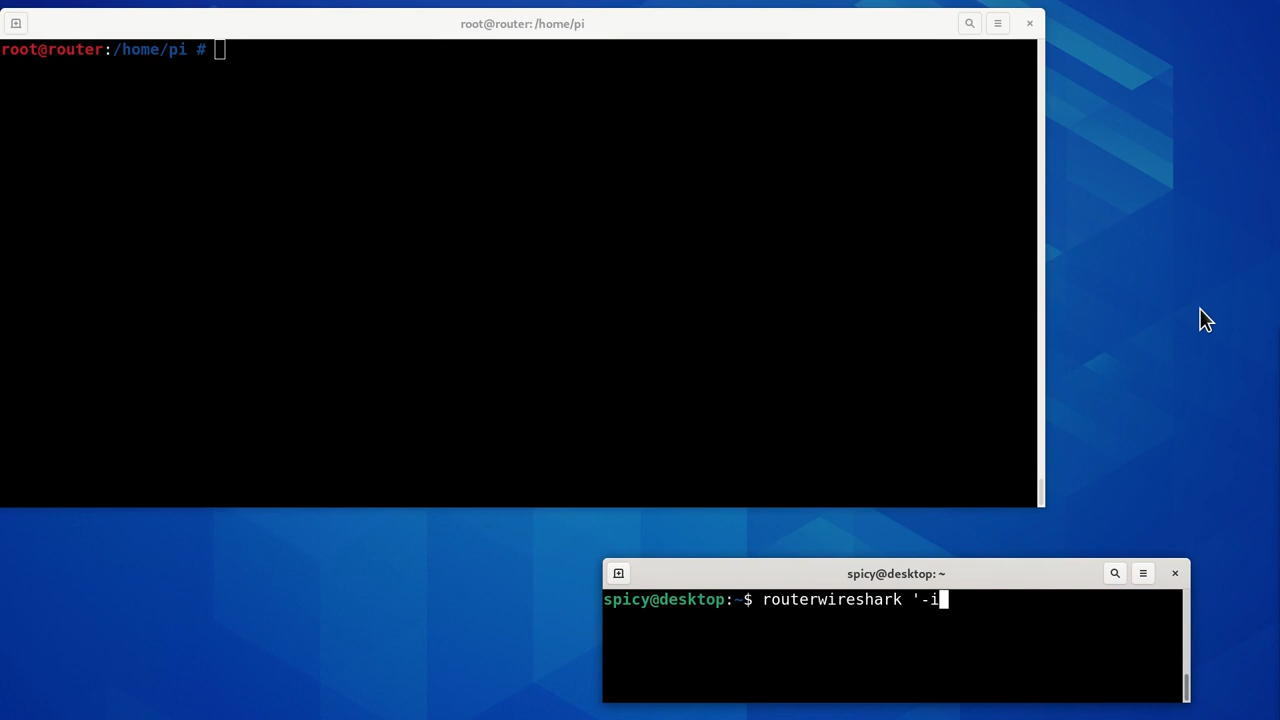 root@router: /home/pi
root@router:/home/pi #
spicy@desktop: ~
spicy@desktop:~$ routerwireshark '-i